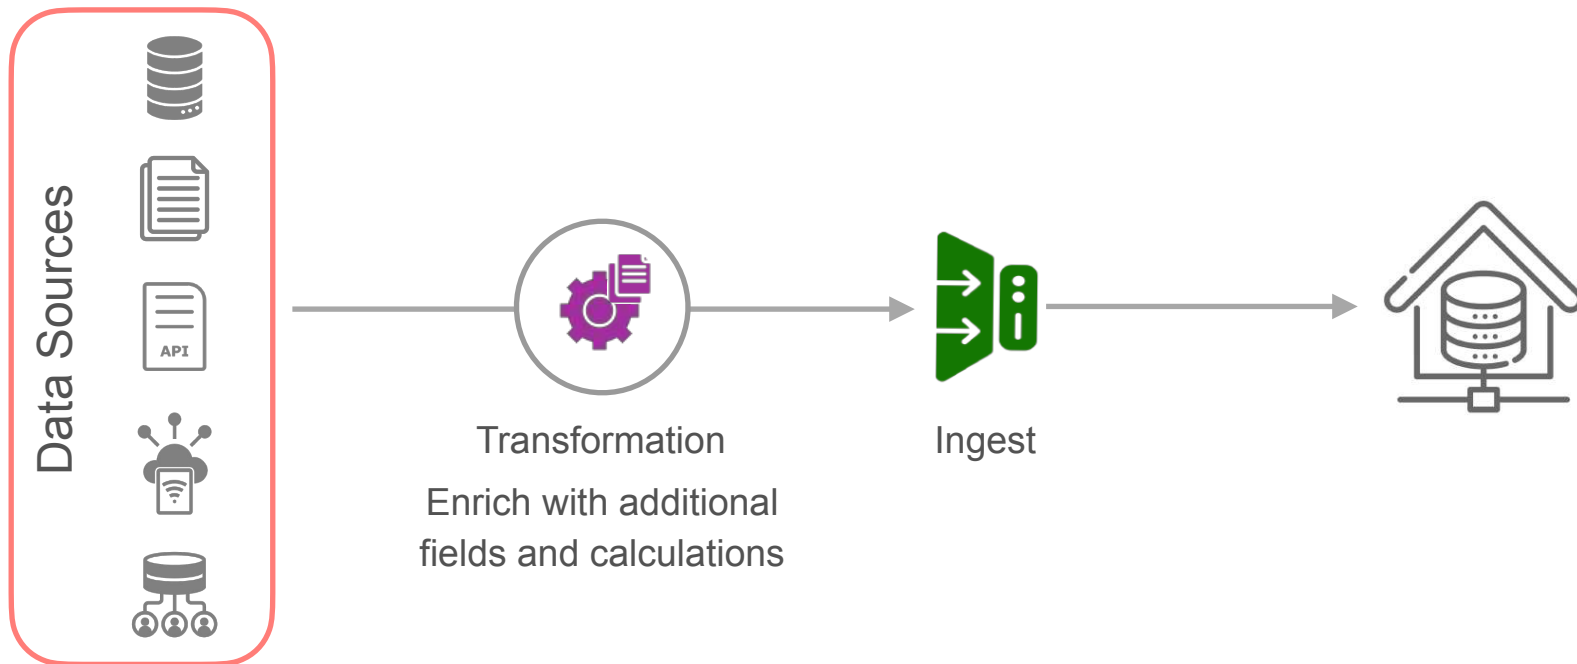 Data Sources
API
Transformation
Enrich with additional
fields and calculations
Ingest